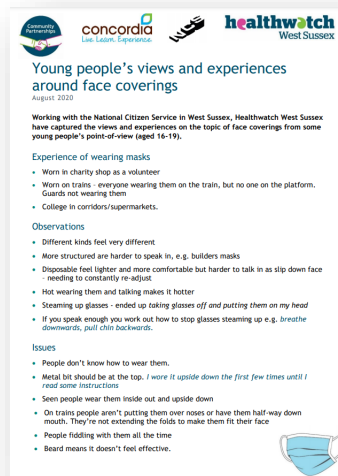 Community
Partnerships
concordia
Live. Learn. Experience.
healthwatch
West Sussex
Young people's views and experiences
around face coverings
August 2020
Working with the National Citizen Service in West Sussex, Healthwatch West Sussex
have captured the views and experiences on the topic of face coverings from some
young people's point-of-view (aged 16-19).
Experience of wearing masks
• Worn in charity shop as a volunteer
• Worn on trains – everyone wearing them on the train, but no one on the platform.
Guards not wearing them
• College in corridors/supermarkets.
Observations
• Different kinds feel very different
• More structured are harder to speak in, e.g. builders masks
• Disposable feel lighter and more comfortable but harder to talk in as slip down face
– needing to constantly re-adjust
• Hot wearing them and talking makes it hotter
• Steaming up glasses – ended up taking glasses off and putting them on my head
• If you speak enough you work out how to stop glasses steaming up e.g. breathe
downwards, pull chin backwards.
Issues
• People don't know how to wear them.
• Metal bit should be at the top. I wore it upside down the first few times until I
read some instructions
• Seen people wear them inside out and upside down
• On trains people aren't putting them over noses or have them half-way down
mouth. They're not extending the folds to make them fit their face
• People fiddling with them all the time
• Beard means it doesn't feel effective.